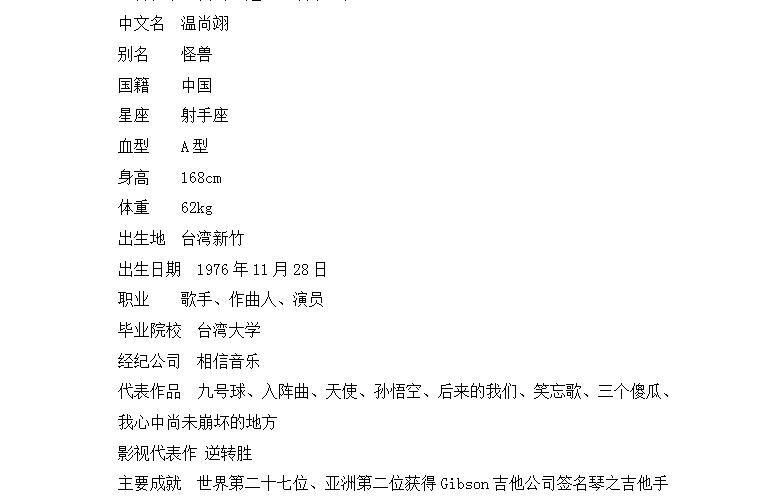 中文名 温尚翊
别名 怪兽
国籍 中国
星座 射手座
血型 A型
身高 168cm
体重 62kg
出生地 台湾新竹
出生日期 1976年11月28日
职业 歌手、作曲人、演员
毕业院校 台湾大学
经纪公司 相信音乐
代表作品 九号球、入阵曲、天使、孙悟空、后来的我们、笑忘歌、三个傻瓜、
我心中尚未崩坏的地方
影视代表作 逆转胜
主要成就 世界第二十七位、亚洲第二位获得Gibson吉他公司签名琴之吉他手